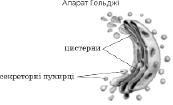 Апарат Гольджі
цистерни
секреторні пухирці